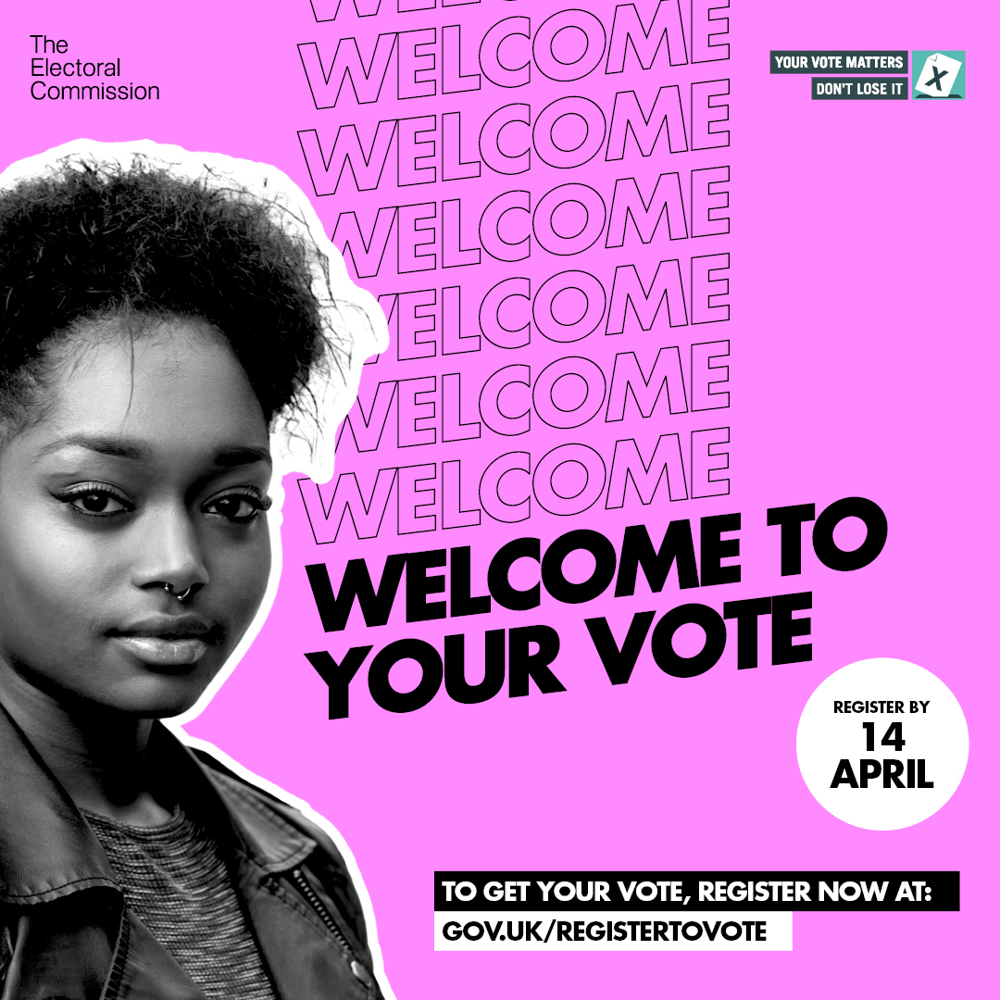 The
Electoral
Commission
YOUR VOTE MATTERS
DON'T LOSE IT
X
WELCOME
WELCOME
WELCOME
WELCOME
WELCOME
WELCOME
WELCOME
WELCOME TO
YOUR VOTE
REGISTER BY
14
APRIL
TO GET YOUR VOTE, REGISTER NOW AT:
GOV.UK/REGISTERTOVOTE